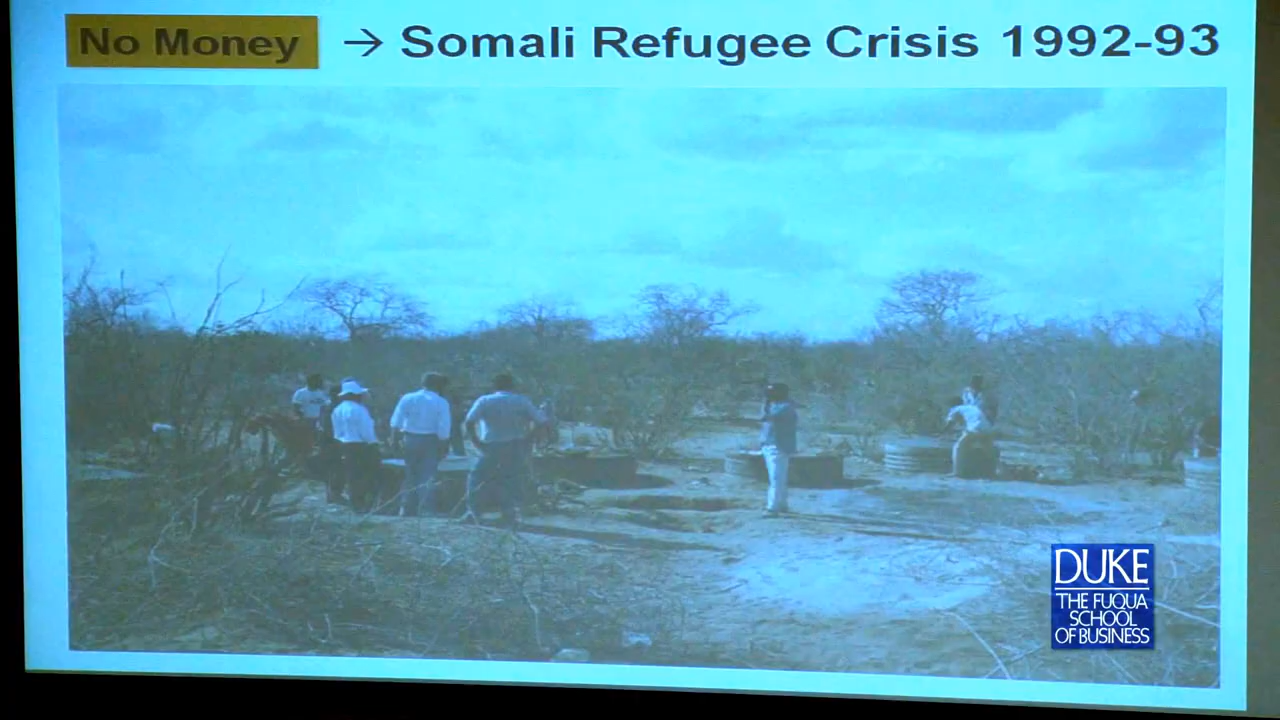 No Money → Somali Refugee Crisis 1992-93
DUKE
THE FUQUA
SCHOOL
OF BUSINESS